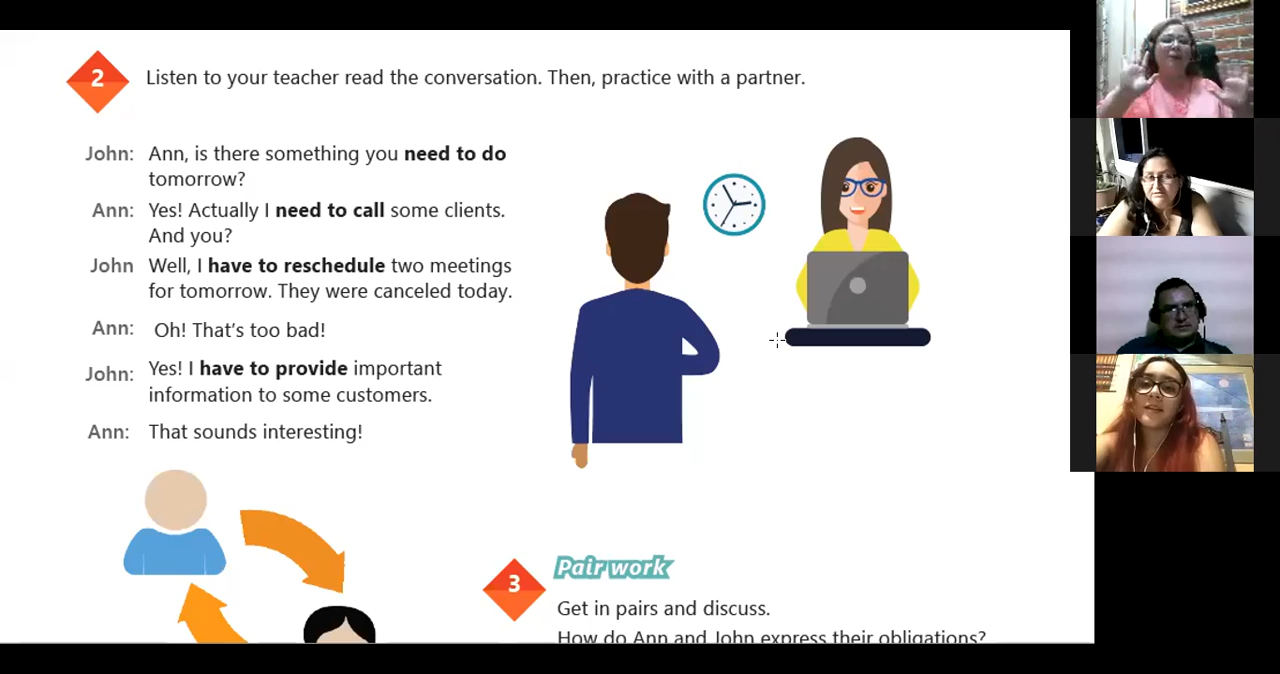 2
Listen to your teacher read the conversation. Then, practice with a partner.
John: Ann, is there something you need to do
tomorrow?
Ann: Yes! Actually I need to call some clients.
And you?
John Well, I have to reschedule two meetings
for tomorrow. They were canceled today.
Ann: Oh! That's too bad!
John: Yes! I have to provide important
information to some customers.
Ann: That sounds interesting!
3
Pair work
Get in pairs and discuss.
How do Ann and John express their obligations?